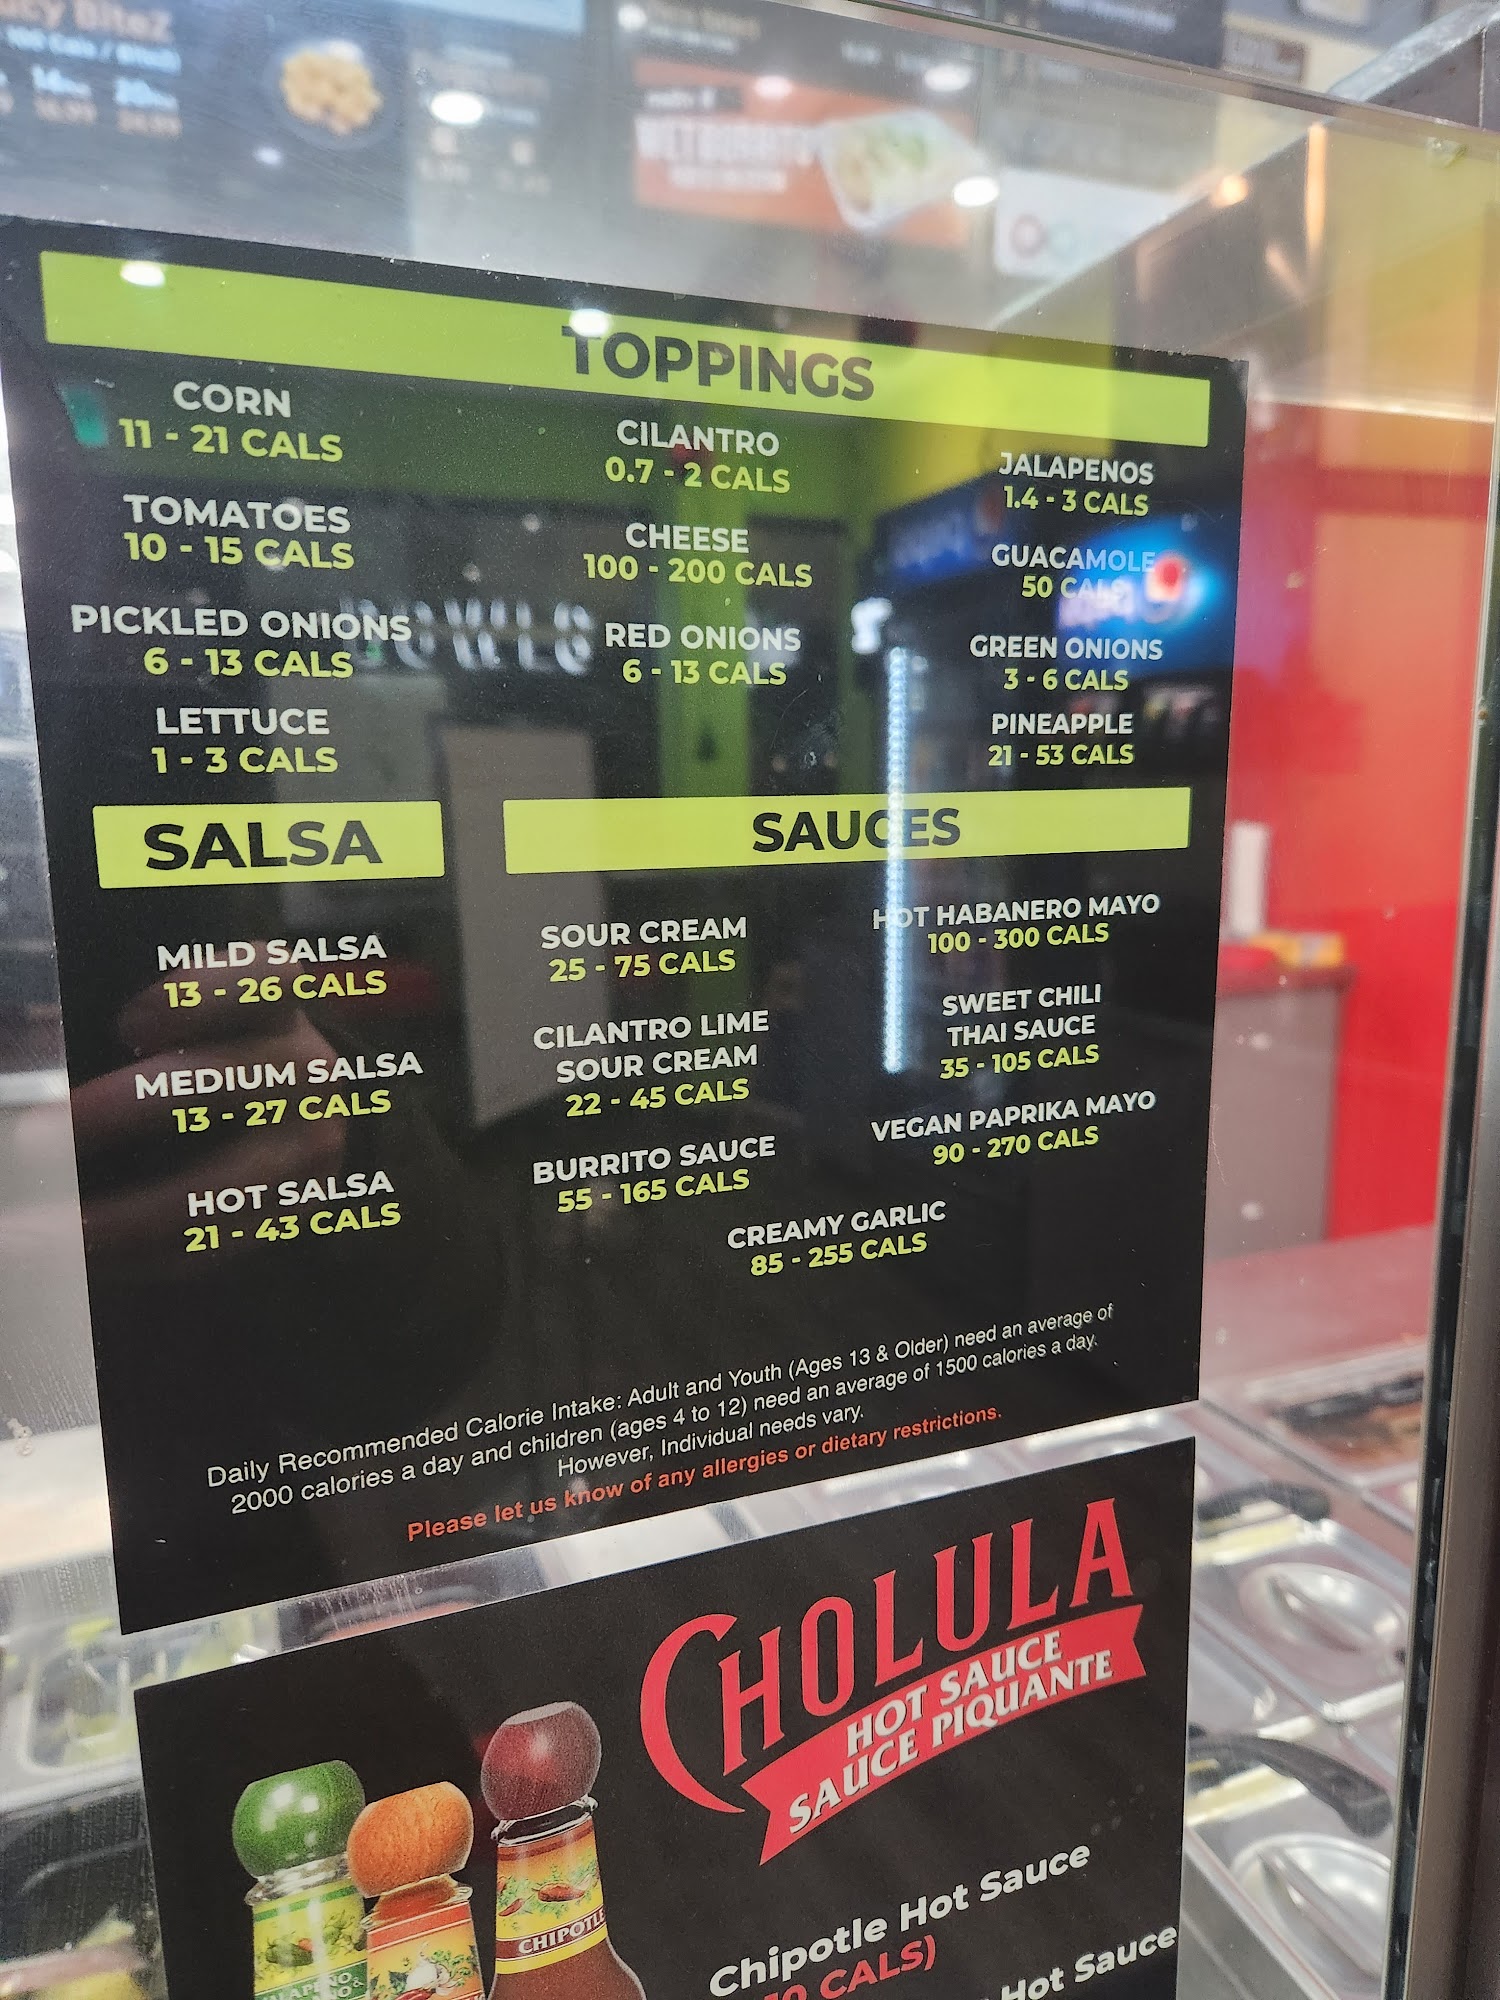 TOPPINGS
CORN
11 - 21 CALS
TOMATOES
10 - 15 CALS
PICKLED ONIONS
6 - 13 CALS
LETTUCE
1 - 3 CALS
CILANTRO
0.7 - 2 CALS
CHEESE
100 - 200 CALS
RED ONIONS
6 - 13 CALS
JALAPENOS
1.4 - 3 CALS
GUACAMOLE
50 CALS
GREEN ONIONS
3 - 6 CALS
PINEAPPLE
21 - 53 CALS
SALSA
MILD SALSA
13 - 26 CALS
MEDIUM SALSA
13 - 27 CALS
HOT SALSA
21 - 43 CALS
SAUCES
SOUR CREAM
25 - 75 CALS
CILANTRO LIME
SOUR CREAM
22 - 45 CALS
BURRITO SAUCE
55 - 165 CALS
HOT HABANERO MAYO
100 - 300 CALS
SWEET CHILI
THAI SAUCE
35 - 105 CALS
VEGAN PAPRIKA MAYO
90 - 270 CALS
CREAMY GARLIC
85 - 255 CALS
Daily Recommended Calorie Intake: Adult and Youth (Ages 13 & Older) need an average of
2000 calories a day and children (ages 4 to 12) need an average of 1500 calories a day.
However, Individual needs vary.
Please let us know of any allergies or dietary restrictions.
CHOLULA
HOT SAUCE
SAUCE PIQUANTE
Chipotle Hot Sauce
CALS)
Hot Sauce
CHIPOTLE